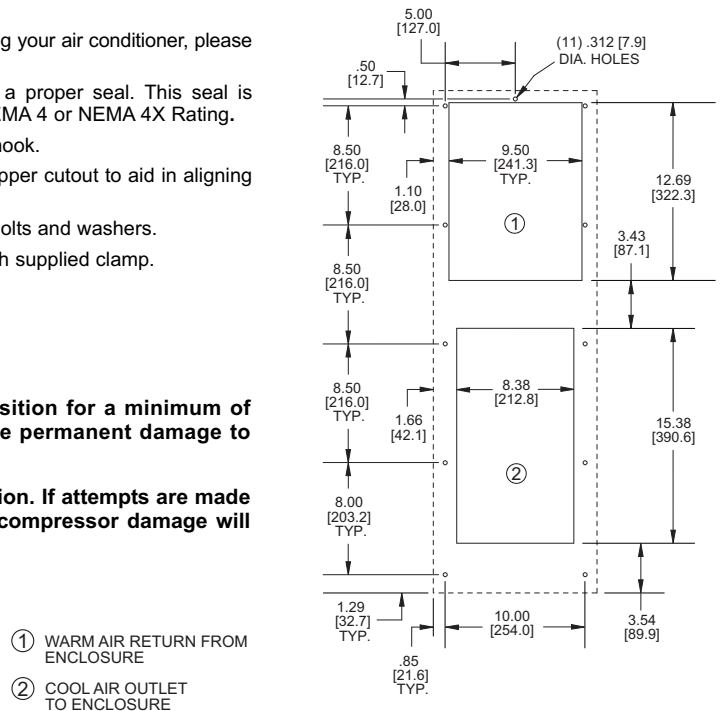 ng your air conditioner, please
a proper seal. This seal is
EMA 4 or NEMA 4X Rating.
hook.
pper cutout to aid in aligning
olts and washers.
h supplied clamp.
sition for a minimum of
e permanent damage to
ion. If attempts are made
compressor damage will
1 WARM AIR RETURN FROM
ENCLOSURE
2 COOL AIR OUTLET
TO ENCLOSURE
5.00
[127.0]
(11) .312 [7.9]
DIA. HOLES
.50
[12.7]
8.50
[216.0]
TYP.
1.10
[28.0]
9.50
[241.3]
TYP.
12.69
[322.3]
1
3.43
[87.1]
8.50
[216.0]
TYP.
8.50
[216.0]
TYP.
1.66
[42.1]
8.38
[212.8]
15.38
[390.6]
2
8.00
[203.2]
TYP.
1.29
[32.7]
TYP.
.85
[21.6]
TYP.
10.00
[254.0]
3.54
[89.9]